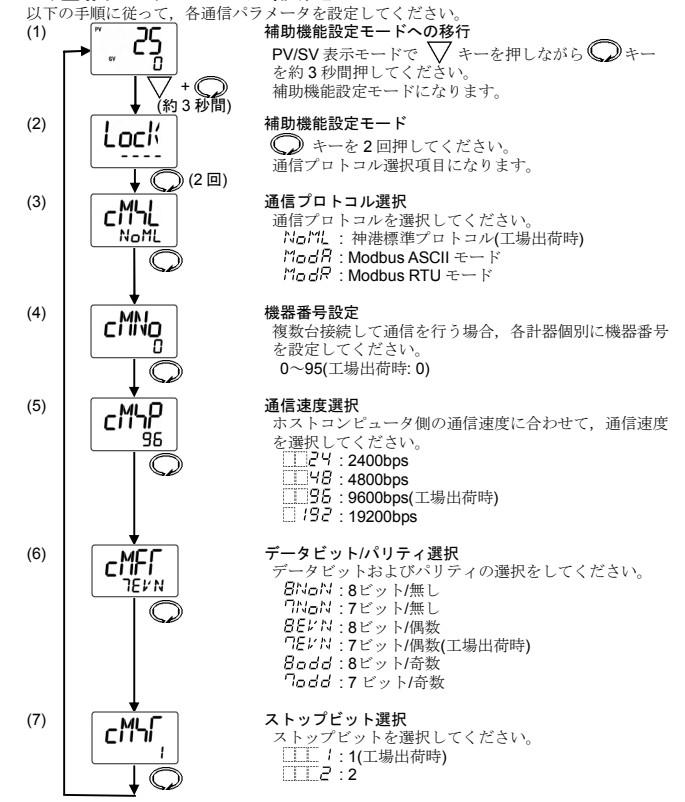 以下の手順に従って，各通信パラメータを設定してください。
(1)
PV 25
SV 0
補助機能設定モードへの移行
PV/SV 表示モードで ▽ キーを押しながら キー
を約 3 秒間押してください。
補助機能設定モードになります。
▽ +
(約 3 秒間)
(2)
Lock
----
補助機能設定モード
キーを 2 回押してください。
通信プロトコル選択項目になります。
(2 回)
(3)
NoML
通信プロトコル選択
通信プロトコルを選択してください。
NoML : 神港標準プロトコル(工場出荷時)
ModA : Modbus ASCII モード
ModR : Modbus RTU モード
(4)
cMNo
0
機器番号設定
複数台接続して通信を行う場合，各計器個別に機器番号
を設定してください。
0～95(工場出荷時: 0)
(5)
96
通信速度選択
ホストコンピュータ側の通信速度に合わせて，通信速度
を選択してください。
24 : 2400bps
48 : 4800bps
96 : 9600bps(工場出荷時)
192 : 19200bps
(6)
cMFT
7EVN
データビット/パリティ選択
データビットおよびパリティの選択をしてください。
8NoN : 8ビット/無し
7NoN : 7ビット/無し
8EVN : 8ビット/偶数
7EVN : 7ビット/偶数(工場出荷時)
8odd : 8ビット/奇数
7odd : 7 ビット/奇数
(7)
1
ストップビット選択
ストップビットを選択してください。
1 : 1(工場出荷時)
2 : 2